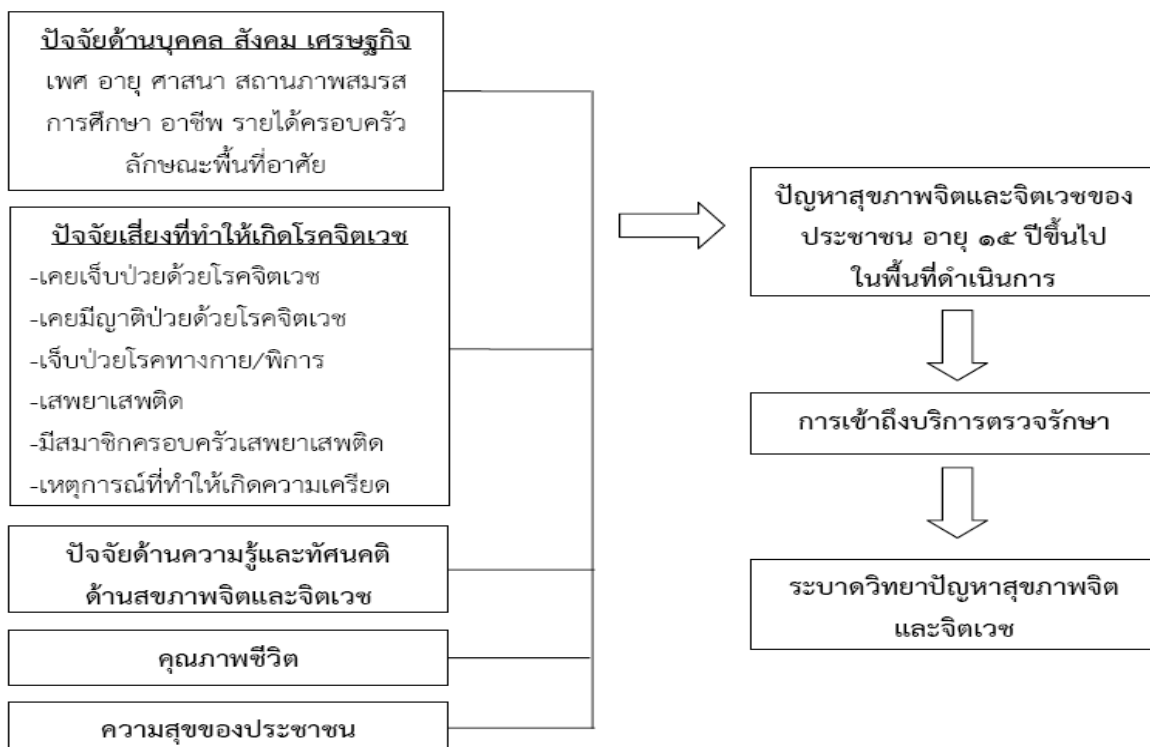 ปัจจัยด้านบุคคล สังคม เศรษฐกิจ
เพศ อายุ ศาสนา สถานภาพสมรส
การศึกษา อาชีพ รายได้ครอบครัว
ลักษณะพื้นที่อาศัย
ปัจจัยเสี่ยงที่ทำให้เกิดโรคจิตเวช
-เคยเจ็บป่วยด้วยโรคจิตเวช
-เคยมีญาติป่วยด้วยโรคจิตเวช
-เจ็บป่วยโรคทางกาย/พิการ
-เสพยาเสพติด
-มีสมาชิกครอบครัวเสพยาเสพติด
-เหตุการณ์ที่ทำให้เกิดความเครียด
ปัจจัยด้านความรู้และทัศนคติ
ด้านสขภาพจิตและจิตเวช
คุณภาพชีวิต
ความสุขของประชาชน
ปัญหาสุขภาพจิตและจิตเวชของ
ประชาชน อายุ ๑๕ ปีขึ้นไป
ในพื้นที่ดำเนินการ
การเข้าถึงบริการตรวจรักษา
ระบาดวิทยาปัญหาสุขภาพจิต
และจิตเวช